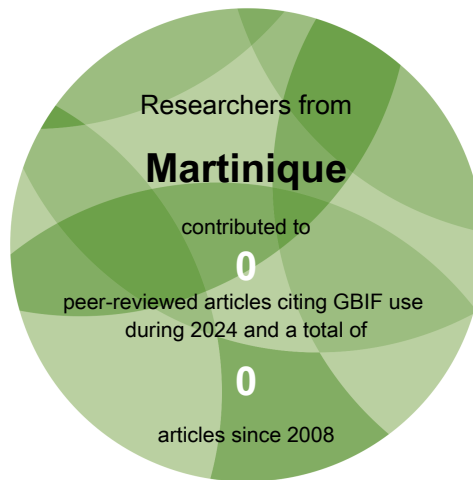 Researchers from
Martinique
contributed to
0
peer-reviewed articles citing GBIF use
during 2024 and a total of
0
articles since 2008